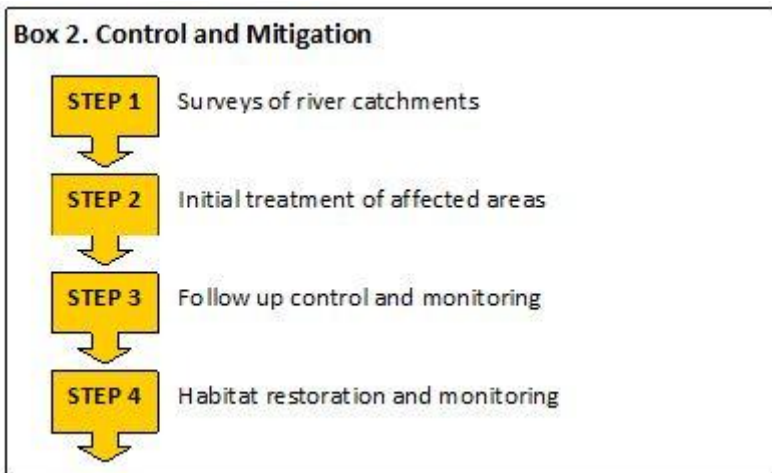 Box 2. Control and Mitigation
STEP 1 Surveys of river catchments
STEP 2 Initial treatment of affected areas
STEP 3 Follow up control and monitoring
STEP 4 Habitat restoration and monitoring